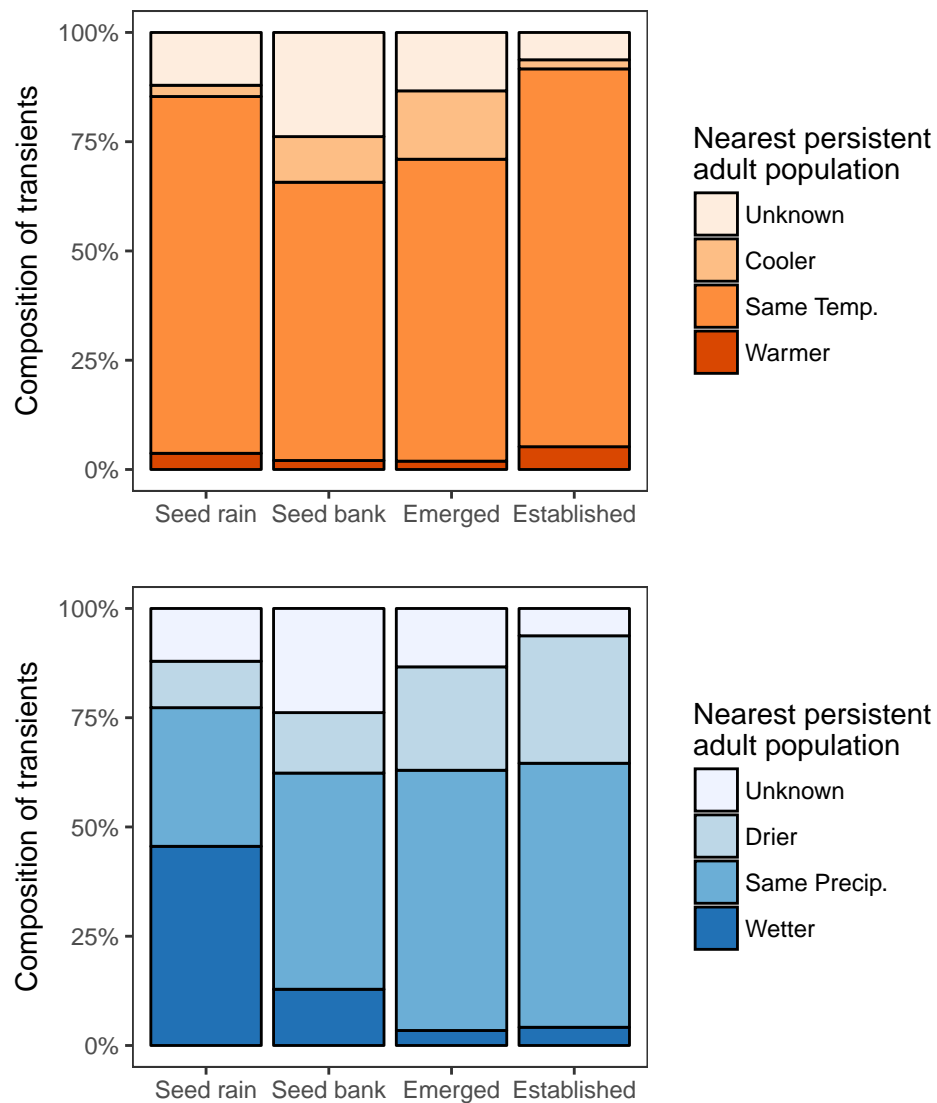 100%
75%
50%
25%
0%
Composition of transients
Seed rain Seed bank Emerged Established
Nearest persistent
adult population
Unknown
Cooler
Same Temp.
Warmer
100%
75%
50%
25%
0%
Composition of transients
Seed rain Seed bank Emerged Established
Nearest persistent
adult population
Unknown
Drier
Same Precip.
Wetter